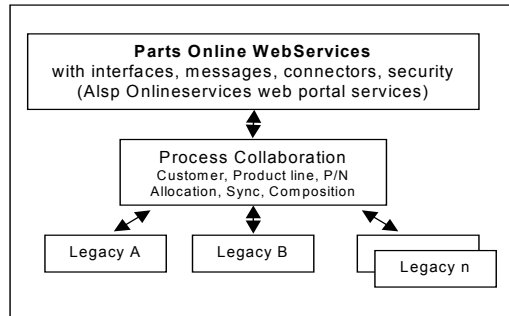 Parts Online WebServices
with interfaces, messages, connectors, security
(Alsp Onlineservices web portal services)
Process Collaboration
Customer, Product line, P/N
Allocation, Sync, Composition
Legacy A
Legacy B
Legacy n